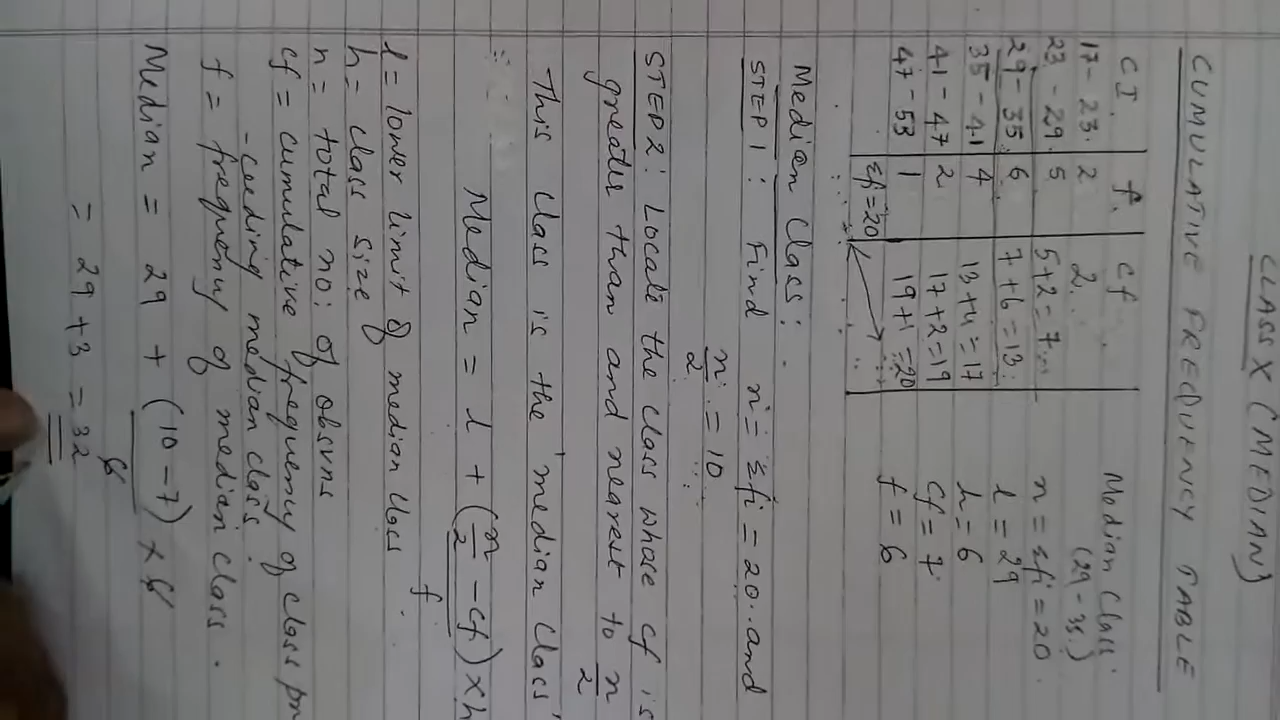 CLASS X (MEDIAN)
CUMULATIVE FREQUENCY TABLE
CI. f. cf
17 - 23. 2 2.
23 - 29. 5 5+2 = 7
29 - 35. 6 7+6 = 13
35 - 41 4 13+4 = 17
41 - 47 2 17+2 = 19
47 - 53 1 19+1 = 20
Σfi = 20
Median Class
(29 - 35.)
n = Σfi = 20
l = 29
h = 6
cf = 7
f = 6
Median Class:
STEP 1: Find n = Σfi = 20. and
n/2 = 10
STEP 2: Locate the class whose cf is
greater than and nearest to n/2
This class is the 'median class'
∴ Median = l + (n/2 - cf)/f × h
l = lower limit of median class
h = class size
n = total no: of obsvns
cf = cumulative frequency of class pre
-ceeding median class.
f = frequency of median class.
Median = 29 + (10 - 7)/6 × 6
= 29 + 3 = 32